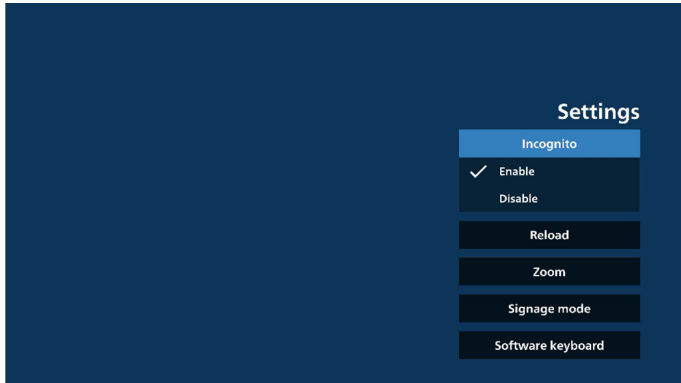 Settings
Incognito
Enable
Disable
Reload
Zoom
Signage mode
Software keyboard